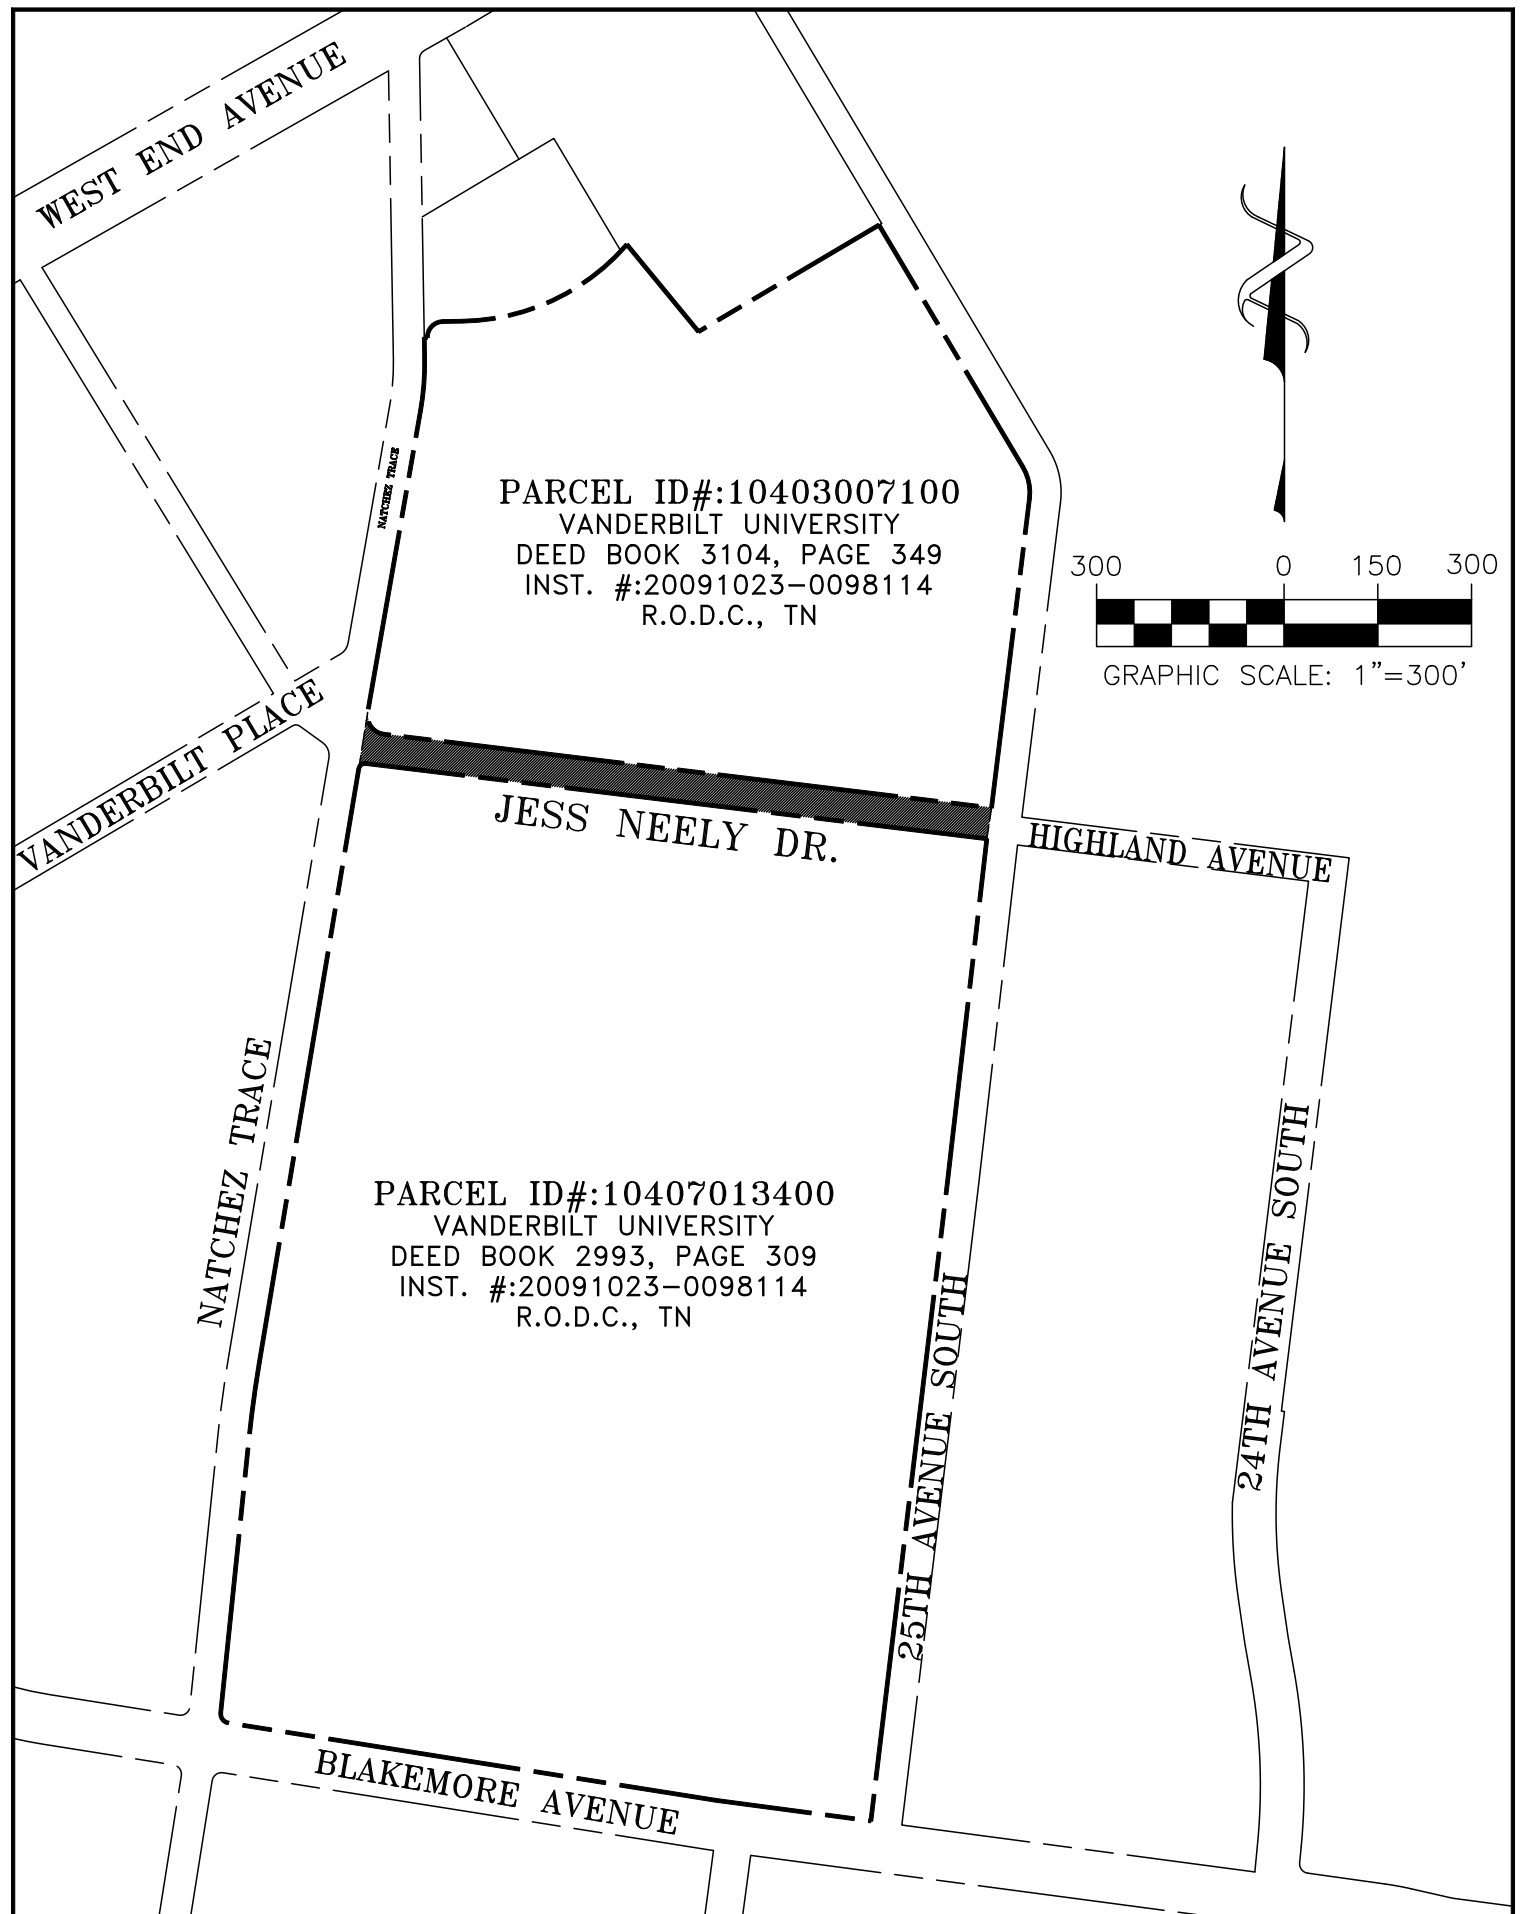 WEST END AVENUE
NATCHEZ TRACE
PARCEL ID#:10403007100
VANDERBILT UNIVERSITY
DEED BOOK 3104, PAGE 349
INST. #:20091023-0098114
R.O.D.C., TN
300 0 150 300
GRAPHIC SCALE: 1"=300'
VANDERBILT PLACE
JESS NEELY DR.
HIGHLAND AVENUE
NATCHEZ TRACE
PARCEL ID#:10407013400
VANDERBILT UNIVERSITY
DEED BOOK 2993, PAGE 309
INST. #:20091023-0098114
R.O.D.C., TN
25TH AVENUE SOUTH
24TH AVENUE SOUTH
BLAKEMORE AVENUE